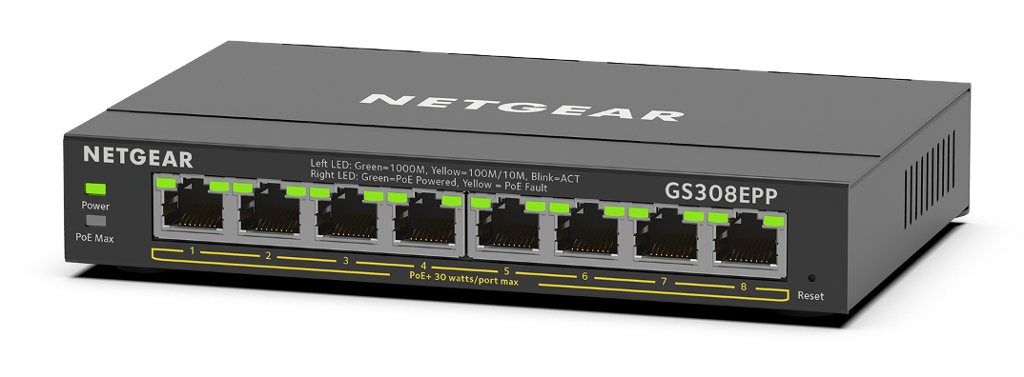 NETGEAR
NETGEAR
Left LED: Green=1000M, Yellow=100M/10M, Blink=ACT
Right LED: Green=PoE Powered, Yellow = PoE Fault
GS308EPP
Power
PoE Max
1 2 3 4 5 6 7 8
PoE+ 30 watts/port max
Reset